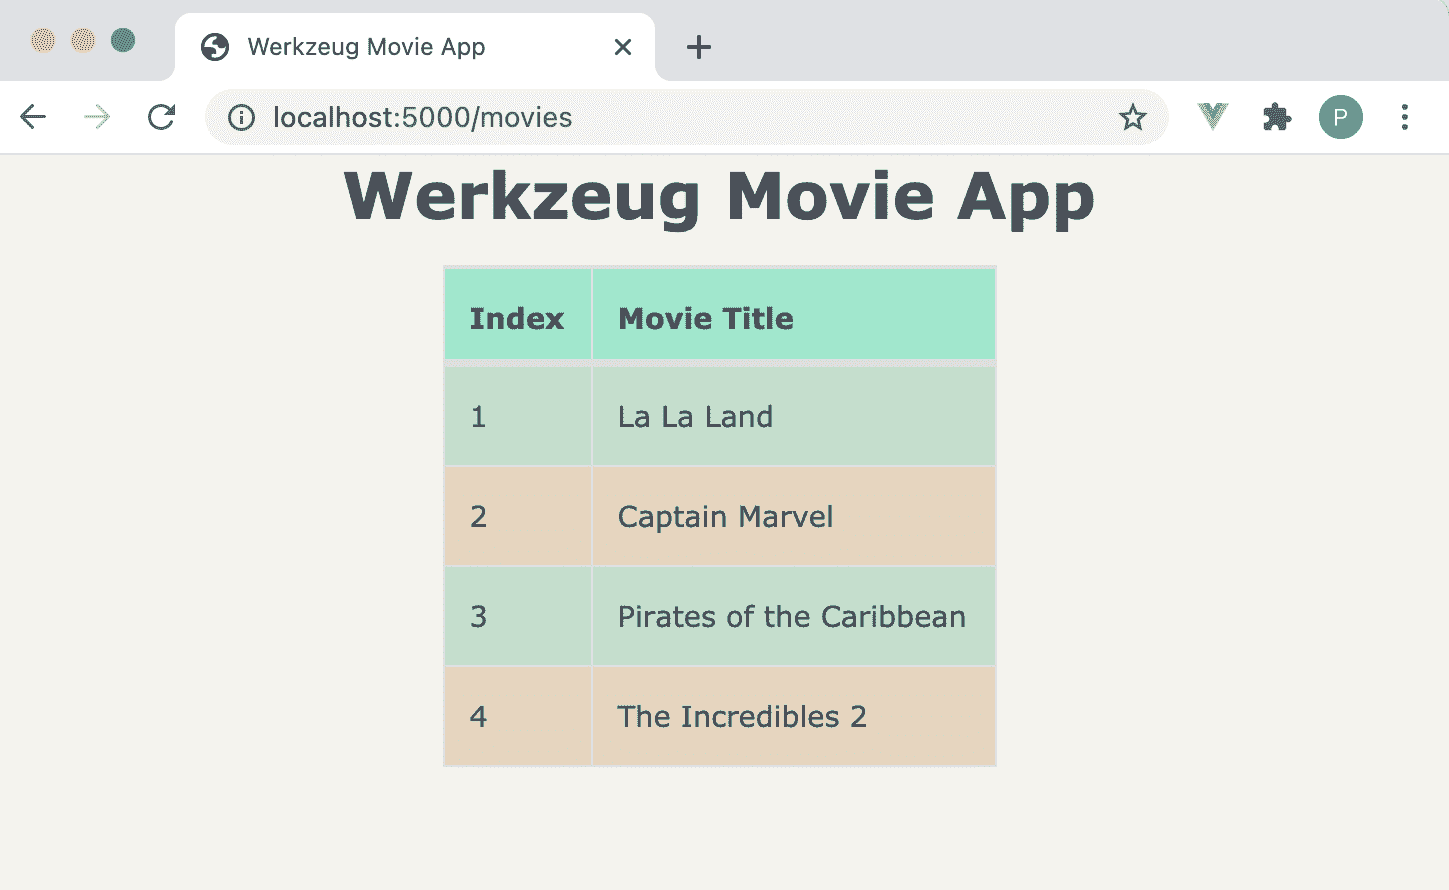 Werkzeug Movie App
localhost:5000/movies
P
Werkzeug Movie App
Index Movie Title
1 La La Land
2 Captain Marvel
3 Pirates of the Caribbean
4 The Incredibles 2